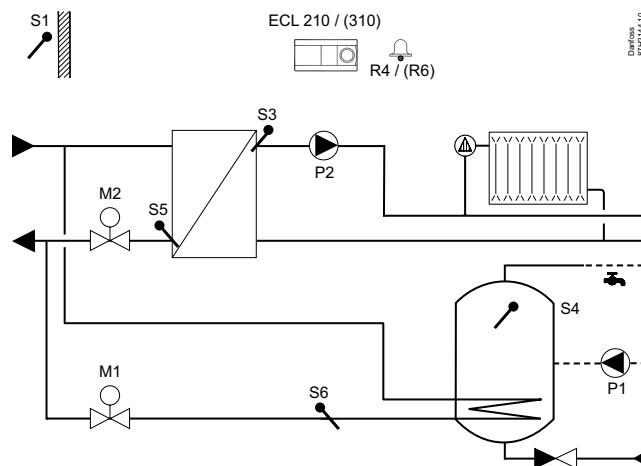 S1
ECL 210 / (310)
R4 / (R6)
Danfoss
S3
P2
M2
S5
S4
M1
S6
P1